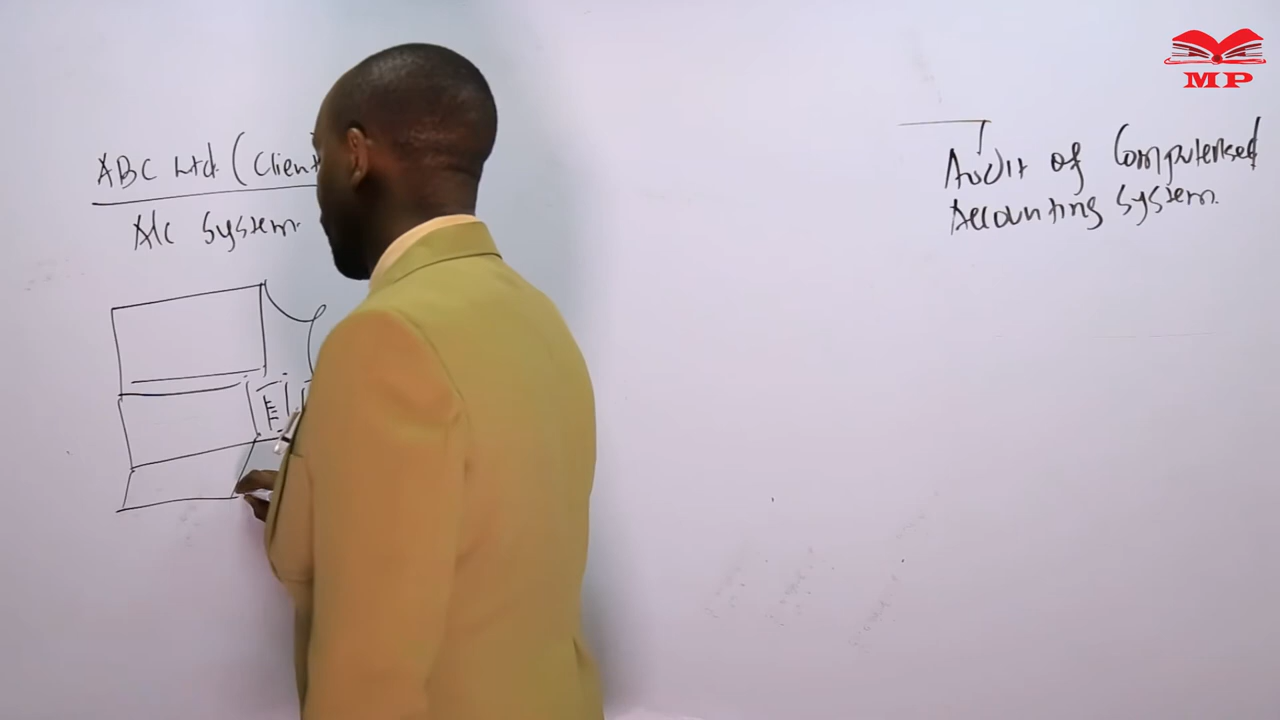 ABC Ltd (Client
A/c System
Audit of Computerised
Accounting System.
MP